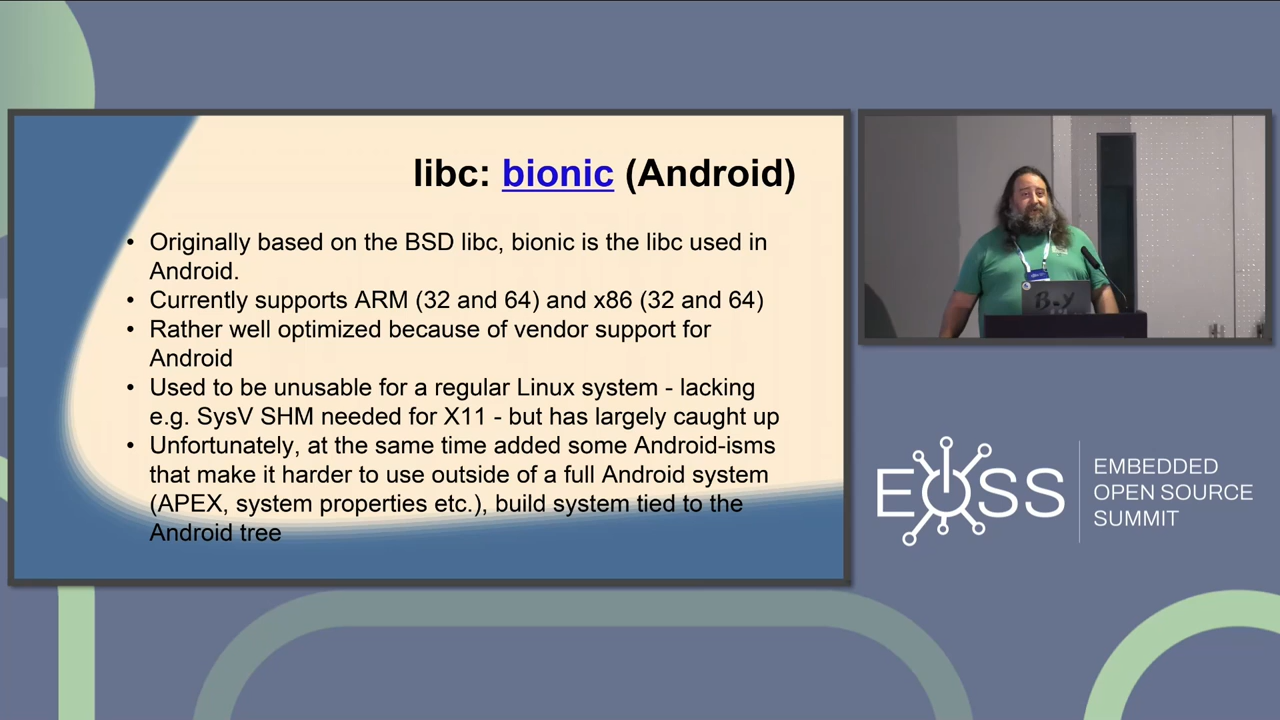 libc: bionic (Android)
• Originally based on the BSD libc, bionic is the libc used in
Android.
• Currently supports ARM (32 and 64) and x86 (32 and 64)
• Rather well optimized because of vendor support for
Android
• Used to be unusable for a regular Linux system - lacking
e.g. SysV SHM needed for X11 - but has largely caught up
• Unfortunately, at the same time added some Android-isms
that make it harder to use outside of a full Android system
(APEX, system properties etc.), build system tied to the
Android tree
EOSS
EMBEDDED
OPEN SOURCE
SUMMIT